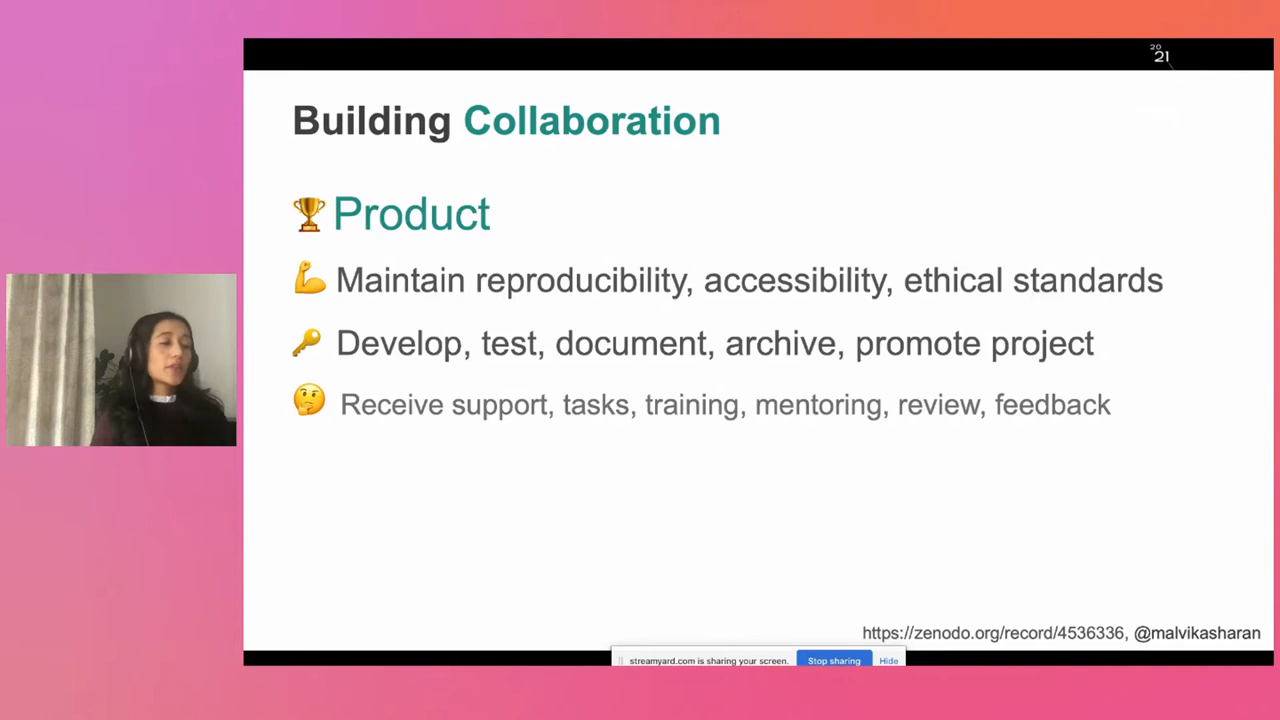 20
21
Building Collaboration
Product
Maintain reproducibility, accessibility, ethical standards
Develop, test, document, archive, promote project
Receive support, tasks, training, mentoring, review, feedback
https://zenodo.org/record/4536336, @malvikasharan
streamyard.com is sharing your screen. Stop sharing Hide